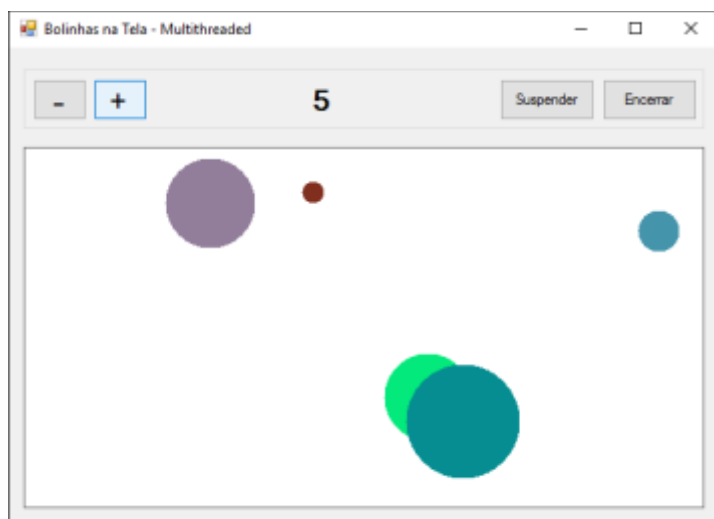 Bolinhas na Tela - Multithreaded
- + 5 Suspender Encerrar